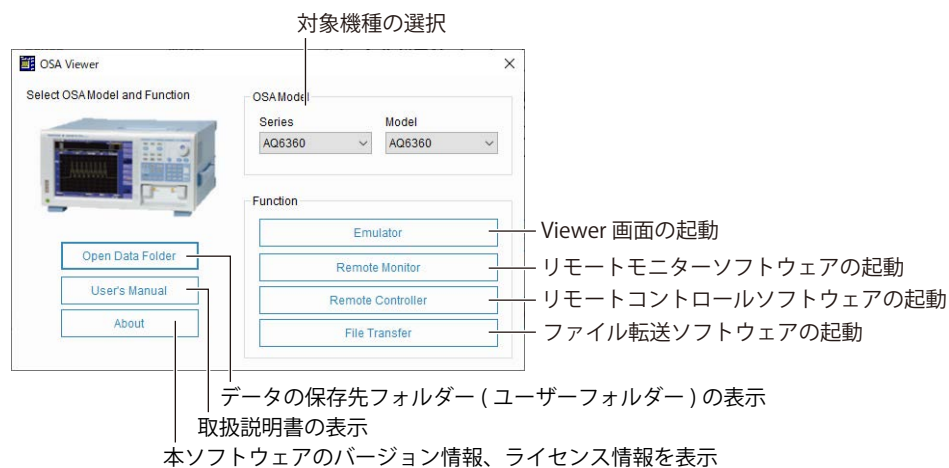 対象機種の選択
OSA Viewer
Select OSA Model and Function
OSA Model
Series
Model
AQ6360
AQ6360
Function
Emulator
Viewer 画面の起動
Open Data Folder
Remote Monitor
リモートモニターソフトウェアの起動
User's Manual
Remote Controller
リモートコントロールソフトウェアの起動
About
File Transfer
ファイル転送ソフトウェアの起動
データの保存先フォルダー ( ユーザーフォルダー ) の表示
取扱説明書の表示
本ソフトウェアのバージョン情報、ライセンス情報を表示